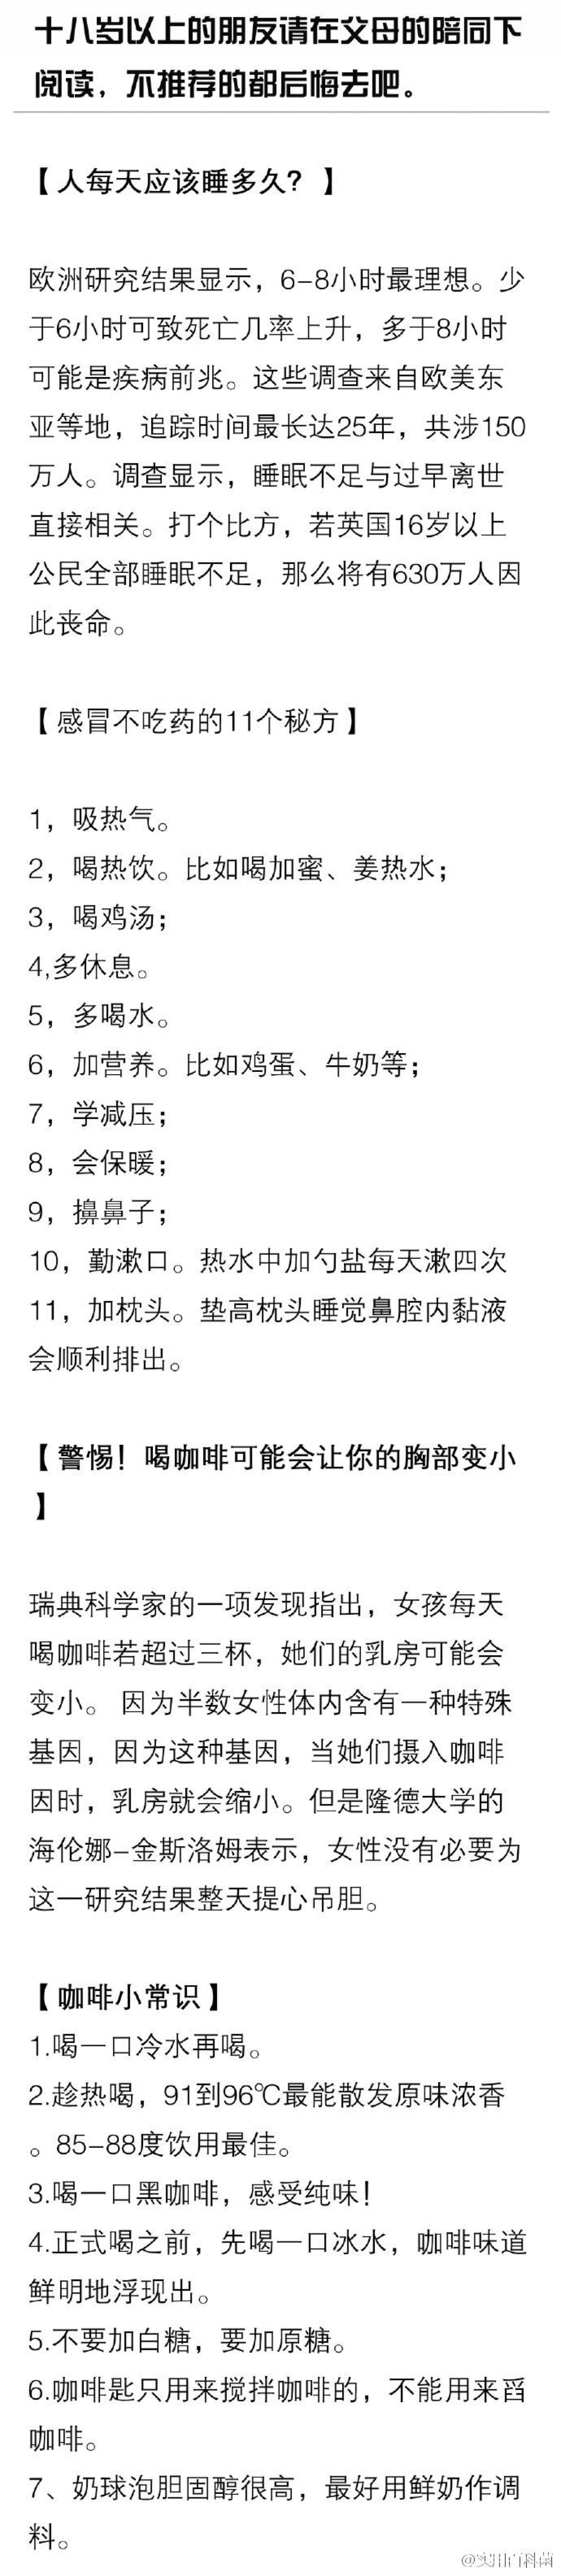 十八岁以上的朋友请在父母的陪同下
阅读，不推荐的都后悔去吧。
【人每天应该睡多久？】
欧洲研究结果显示，6-8小时最理想。少
于6小时可致死亡几率上升，多于8小时
可能是疾病前兆。这些调查来自欧美东
亚等地，追踪时间最长达25年，共涉150
万人。调查显示，睡眠不足与过早离世
直接相关。打个比方，若英国16岁以上
公民全部睡眠不足，那么将有630万人因
此丧命。
【感冒不吃药的11个秘方】
1，吸热气。
2，喝热饮。比如喝加蜜、姜热水；
3，喝鸡汤；
4,多休息。
5，多喝水。
6，加营养。比如鸡蛋、牛奶等；
7，学减压；
8，会保暖；
9，擤鼻子；
10，勤漱口。热水中加勺盐每天漱四次
11，加枕头。垫高枕头睡觉鼻腔内黏液
会顺利排出。
【警惕！喝咖啡可能会让你的胸部变小
】
瑞典科学家的一项发现指出，女孩每天
喝咖啡若超过三杯，她们的乳房可能会
变小。 因为半数女性体内含有一种特殊
基因，因为这种基因，当她们摄入咖啡
因时，乳房就会缩小。但是隆德大学的
海伦娜-金斯洛姆表示，女性没有必要为
这一研究结果整天提心吊胆。
【咖啡小常识】
1.喝一口冷水再喝。
2.趁热喝，91到96℃最能散发原味浓香
。85-88度饮用最佳。
3.喝一口黑咖啡，感受纯味！
4.正式喝之前，先喝一口冰水，咖啡味道
鲜明地浮现出。
5.不要加白糖，要加原糖。
6.咖啡匙只用来搅拌咖啡的，不能用来舀
咖啡。
7、奶球泡胆固醇很高，最好用鲜奶作调
料。
@实用百科菌